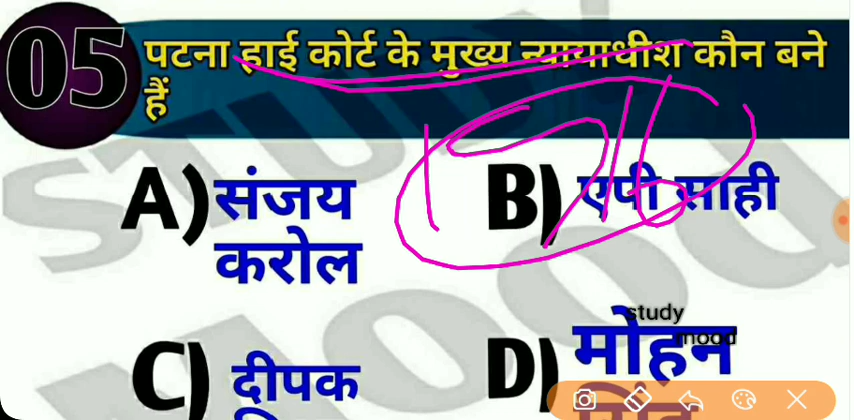 05 पटना हाई कोर्ट के मुख्य न्यायाधीश कौन बने
हैं
A) संजय
करोल
B) एपी साही
C) दीपक
D) मोहन
study
mood